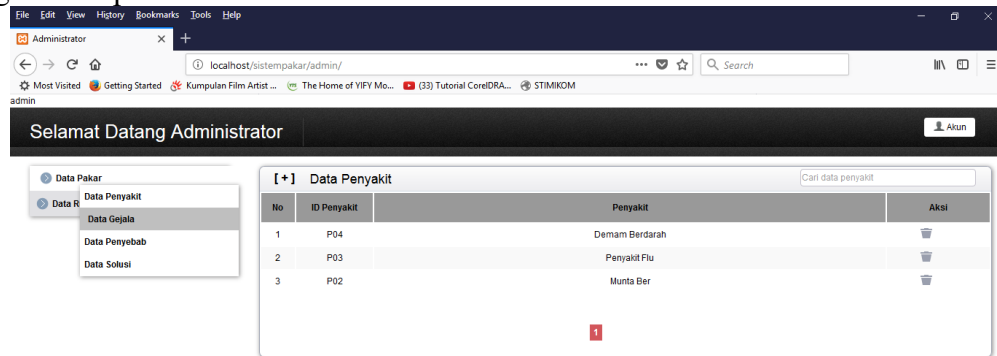 File Edit View History Bookmarks Tools Help
Administrator
localhost/sistempakar/admin/
Search
Most Visited Getting Started Kumpulan Film Artist ... The Home of YIFY Mo... (33) Tutorial CorelDRA... STIMIKOM
admin
Selamat Datang Administrator
Akun
Data Pakar
Data R
Data Penyakit
Data Gejala
Data Penyebab
Data Solusi
[+] Data Penyakit
Cari data penyakit
No ID Penyakit Penyakit Aksi
1 P04 Demam Berdarah
2 P03 Penyakit Flu
3 P02 Munta Ber
1